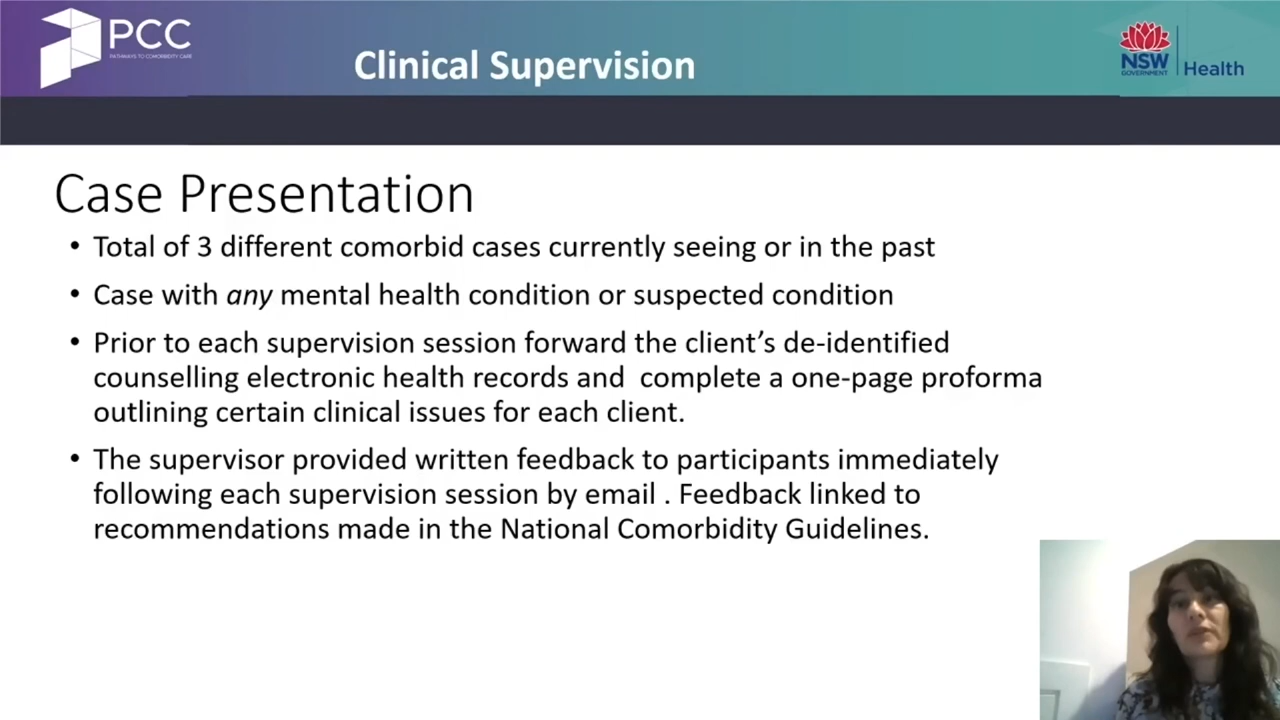 PCC
PATHWAYS TO COMORBIDITY CARE
Clinical Supervision
NSW
GOVERNMENT
Health
Case Presentation
• Total of 3 different comorbid cases currently seeing or in the past
• Case with any mental health condition or suspected condition
• Prior to each supervision session forward the client’s de-identified
counselling electronic health records and  complete a one-page proforma
outlining certain clinical issues for each client.
• The supervisor provided written feedback to participants immediately
following each supervision session by email . Feedback linked to
recommendations made in the National Comorbidity Guidelines.